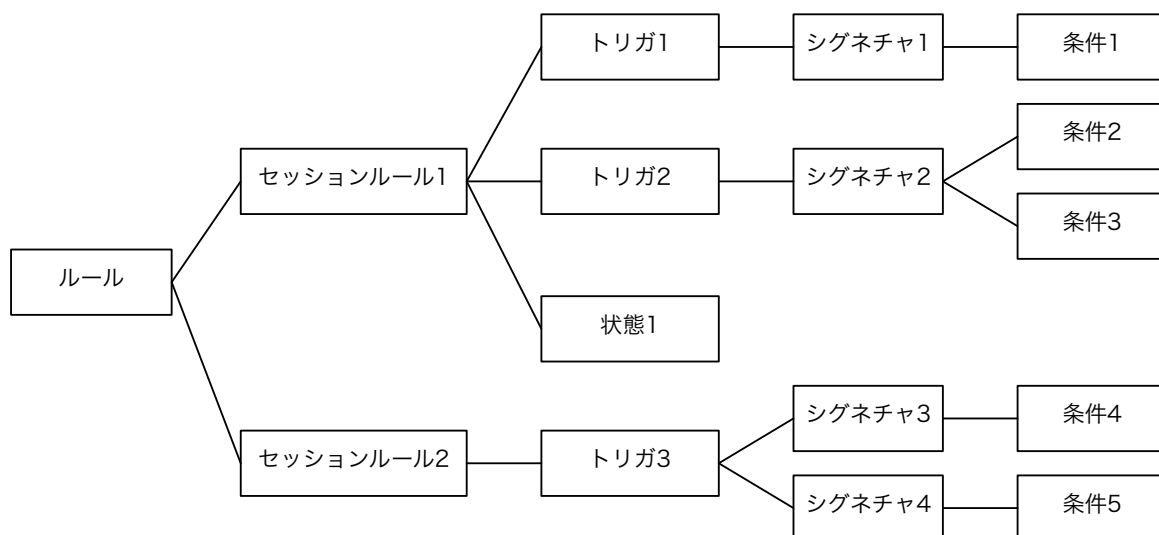 トリガ1
シグネチャ1
条件1
条件2
セッションルール1
トリガ2
シグネチャ2
条件3
ルール
状態1
シグネチャ3
条件4
セッションルール2
トリガ3
シグネチャ4
条件5